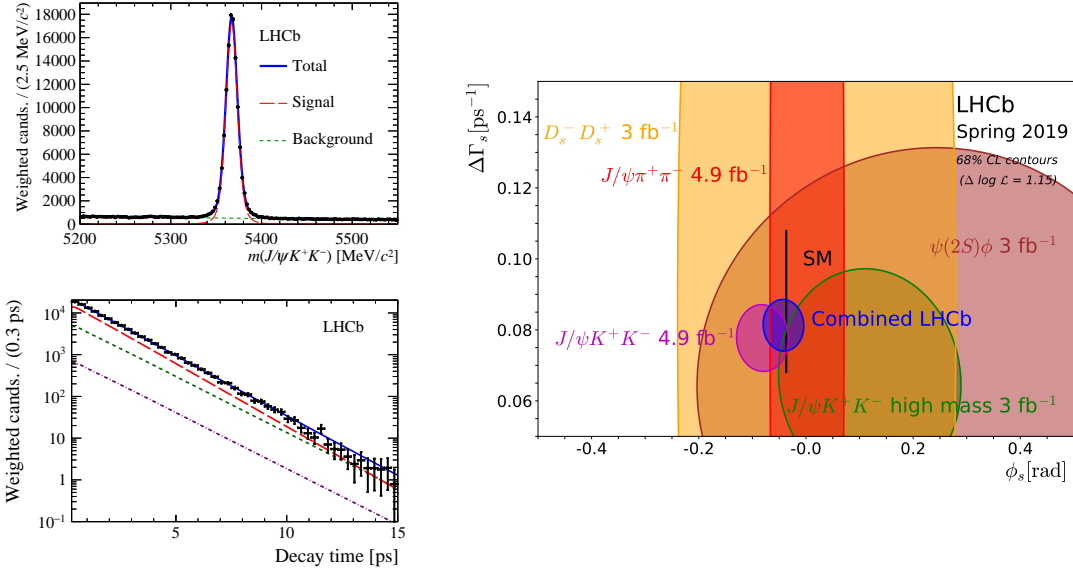 Weighted cands. / (2.5 MeV/c²)
18000
16000
14000
12000
10000
8000
6000
4000
2000
0
LHCb
Total
Signal
Background
5200 5300 5400 5500
m(J/ψK⁺K⁻) [MeV/c²]
Weighted cands. / (0.3 ps)
10⁴
10³
10²
10
1
10⁻¹
LHCb
5 10 15
Decay time [ps]
ΔΓₛ[ps⁻¹]
0.14
0.12
0.10
0.08
0.06
LHCb
Spring 2019
68% CL contours
(Δ log ℒ = 1.15)
Dₛ⁻Dₛ⁺ 3 fb⁻¹
J/ψπ⁺π⁻ 4.9 fb⁻¹
ψ(2S)ϕ 3 fb⁻¹
SM
Combined LHCb
J/ψK⁺K⁻ 4.9 fb⁻¹
J/ψK⁺K⁻ high mass 3 fb⁻¹
-0.4 -0.2 -0.0 0.2 0.4
ϕₛ[rad]